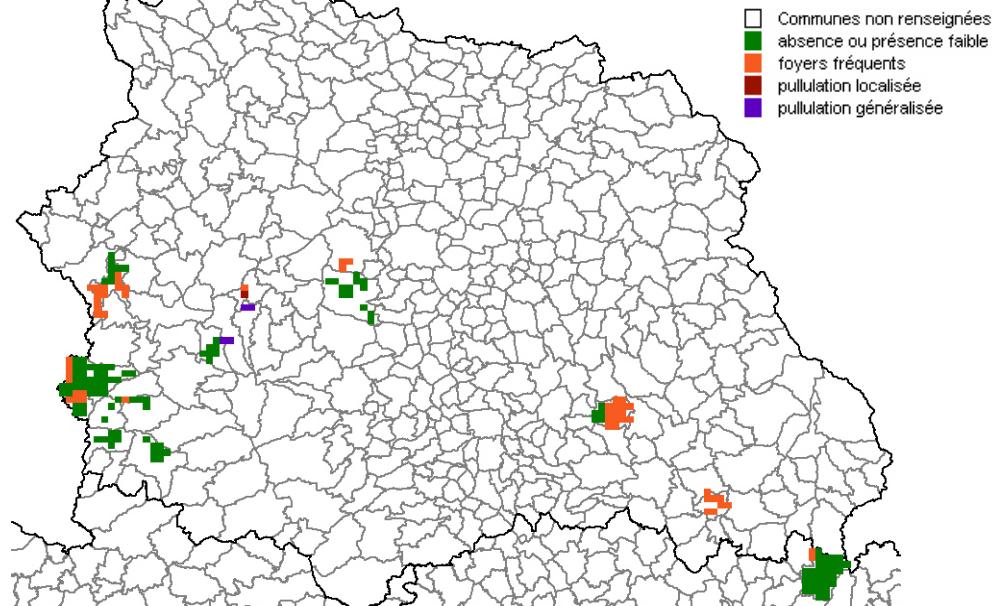 Communes non renseignées
absence ou présence faible
foyers fréquents
pullulation localisée
pullulation généralisée